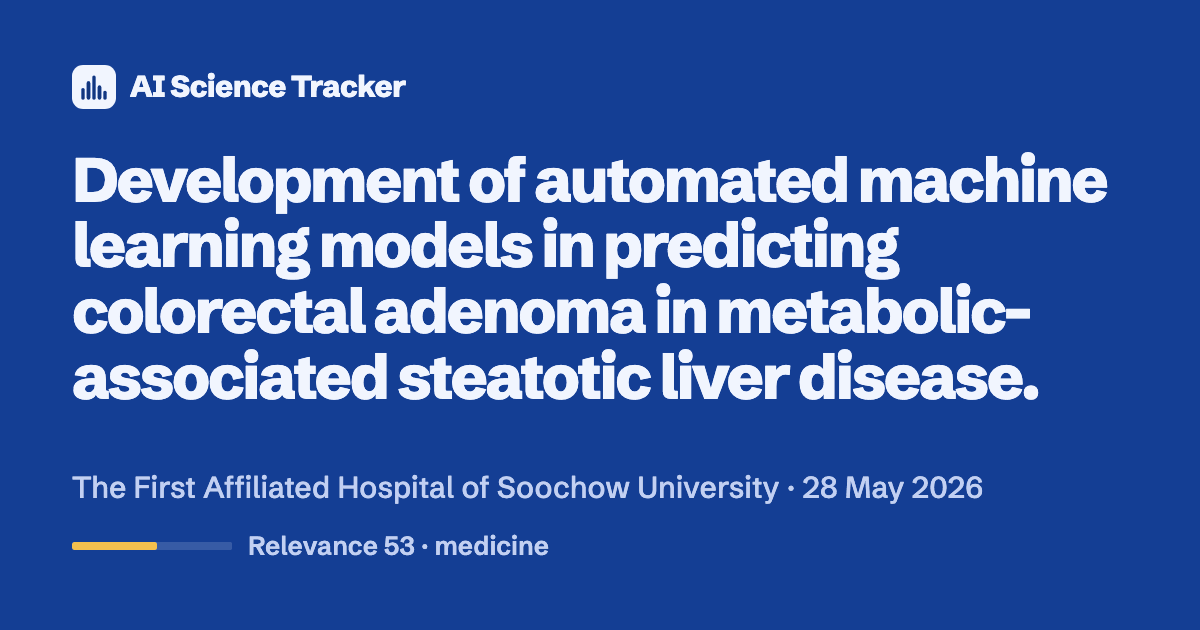 AI Science Tracker
Development of automated machine
learning models in predicting
colorectal adenoma in metabolic-
associated steatotic liver disease.
The First Affiliated Hospital of Soochow University · 28 May 2026
Relevance 53 · medicine